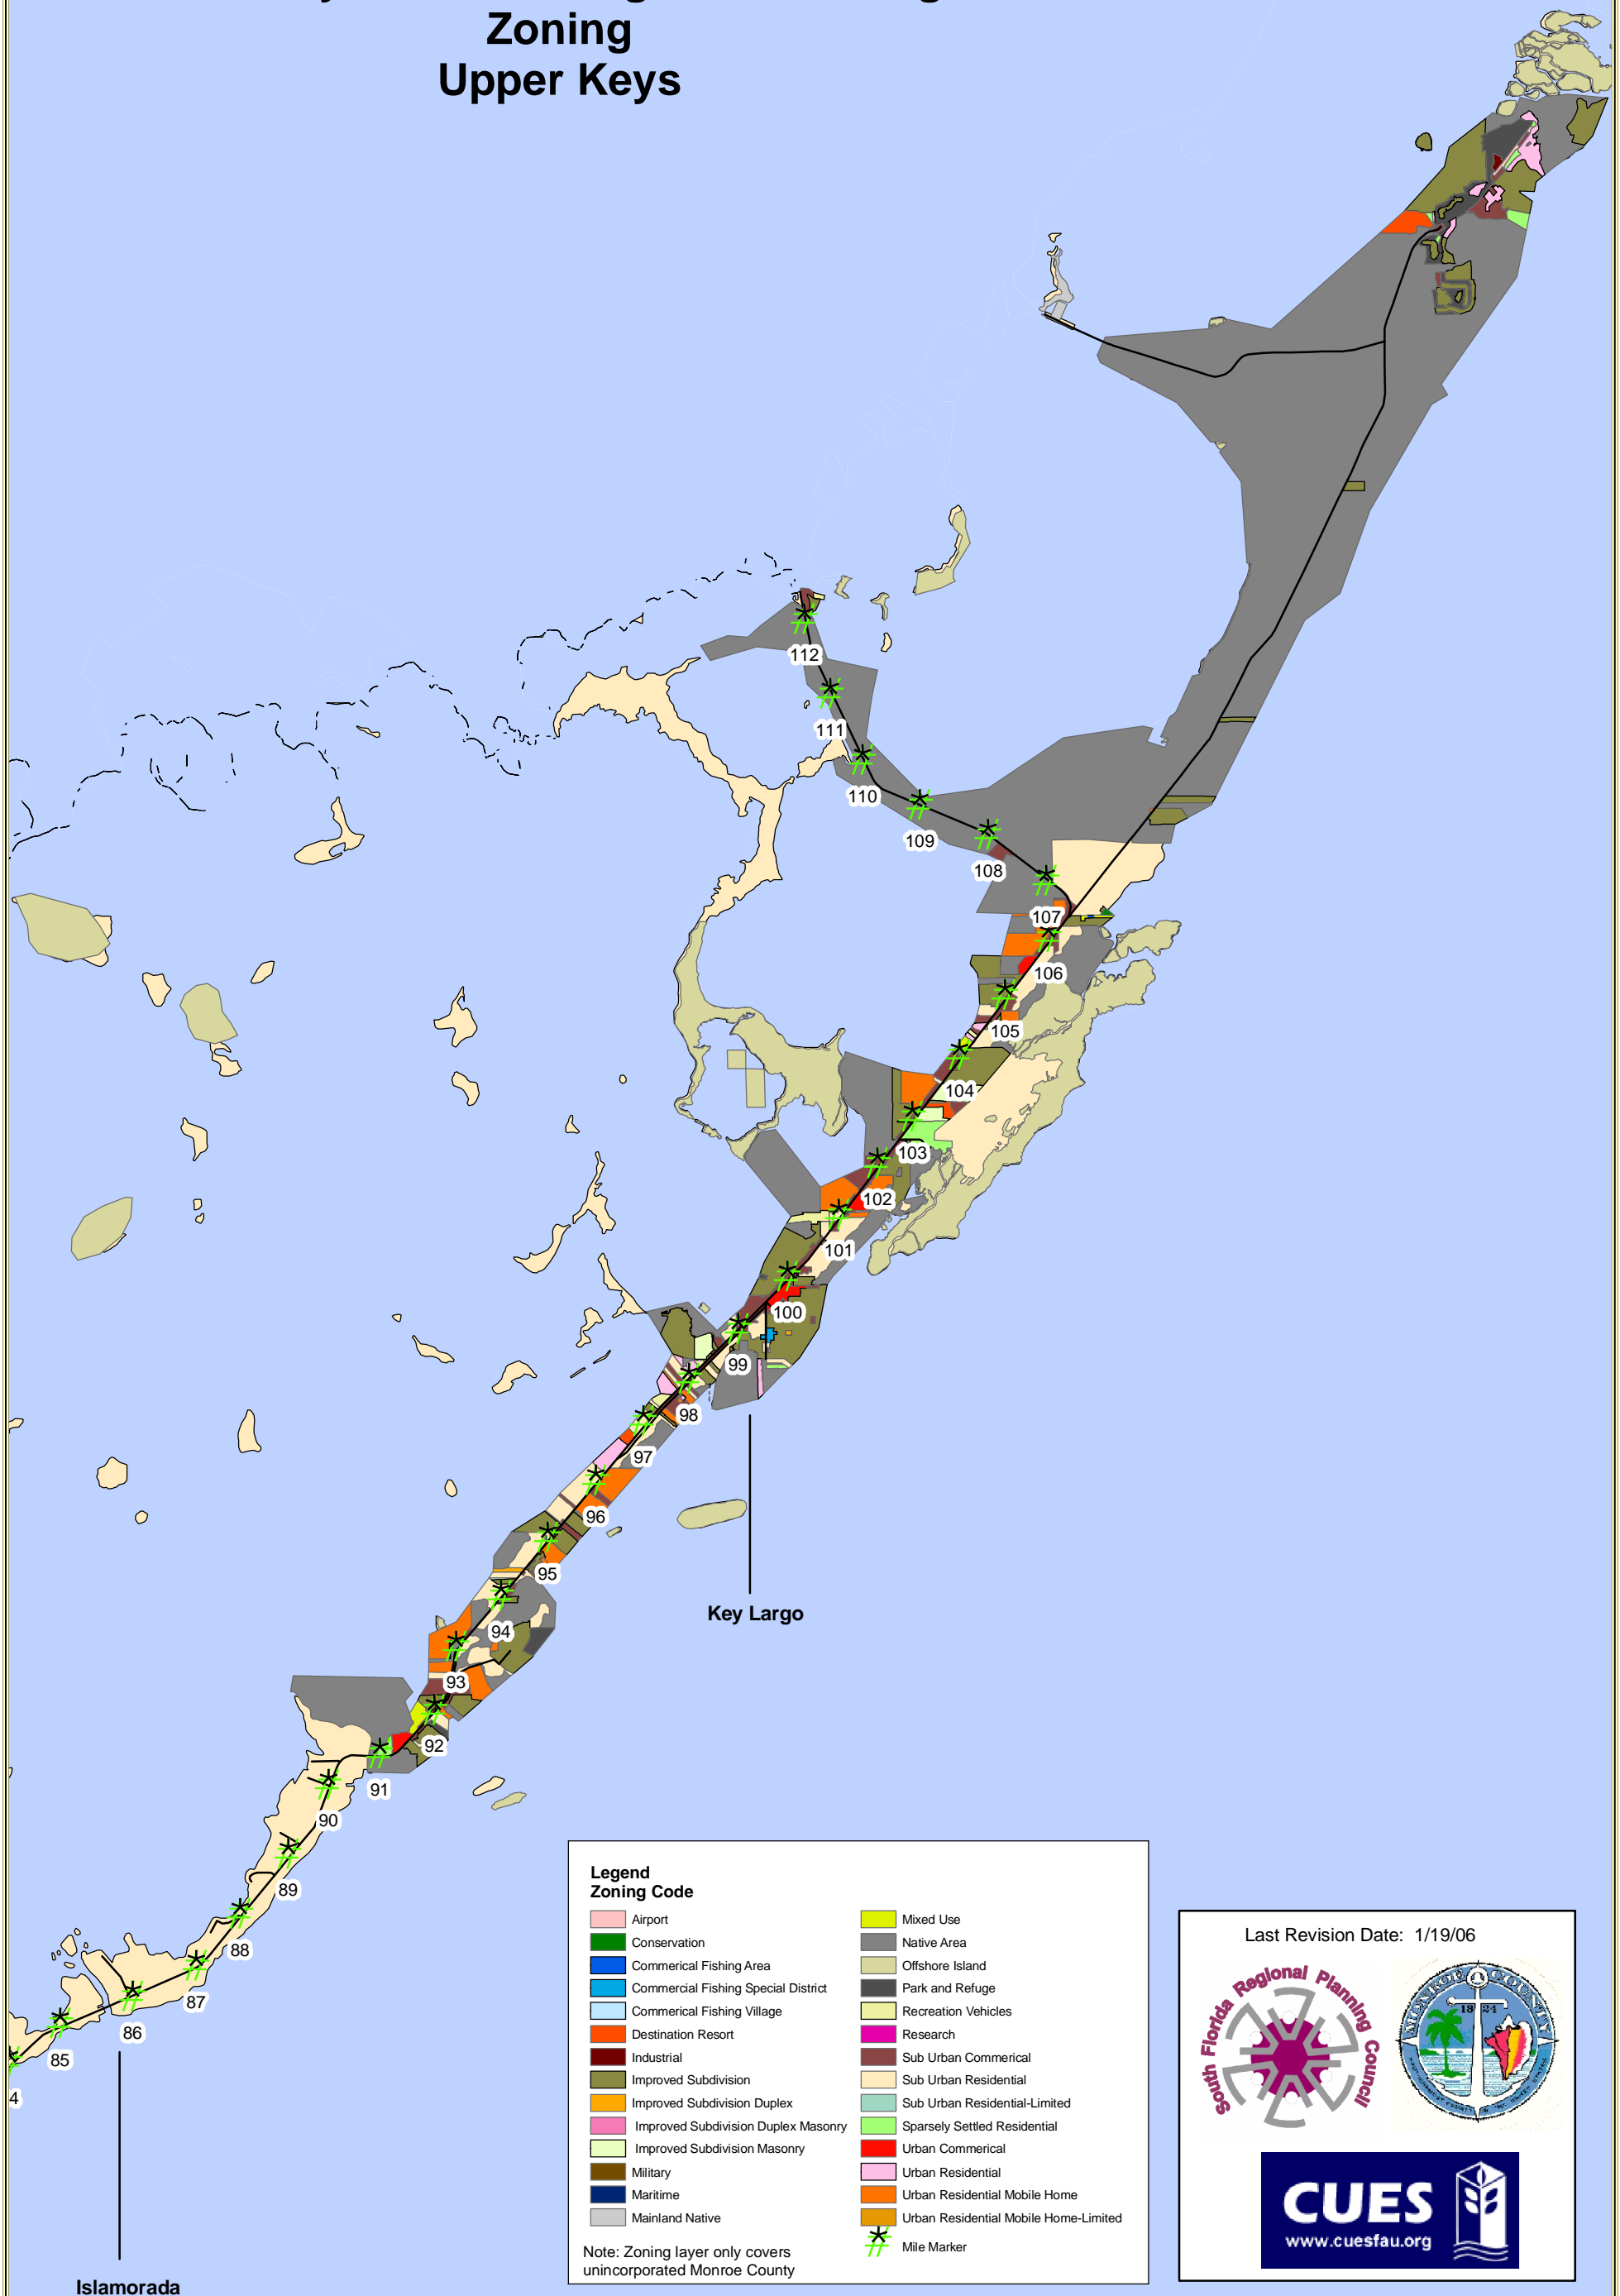 Zoning
Upper Keys
112
111
110
109
108
107
106
105
104
103
102
101
100
99
98
97
96
95
94
93
92
91
90
89
88
87
86
85
4
Key Largo
Islamorada
Legend
Zoning Code
Airport
Conservation
Commerical Fishing Area
Commercial Fishing Special District
Commerical Fishing Village
Destination Resort
Industrial
Improved Subdivision
Improved Subdivision Duplex
Improved Subdivision Duplex Masonry
Improved Subdivision Masonry
Military
Maritime
Mainland Native
Mixed Use
Native Area
Offshore Island
Park and Refuge
Recreation Vehicles
Research
Sub Urban Commerical
Sub Urban Residential
Sub Urban Residential-Limited
Sparsely Settled Residential
Urban Commerical
Urban Residential
Urban Residential Mobile Home
Urban Residential Mobile Home-Limited
Mile Marker
Note: Zoning layer only covers
unincorporated Monroe County
Last Revision Date: 1/19/06
South Florida Regional Planning Council
MONROE COUNTY
18 24
CUES
www.cuesfau.org